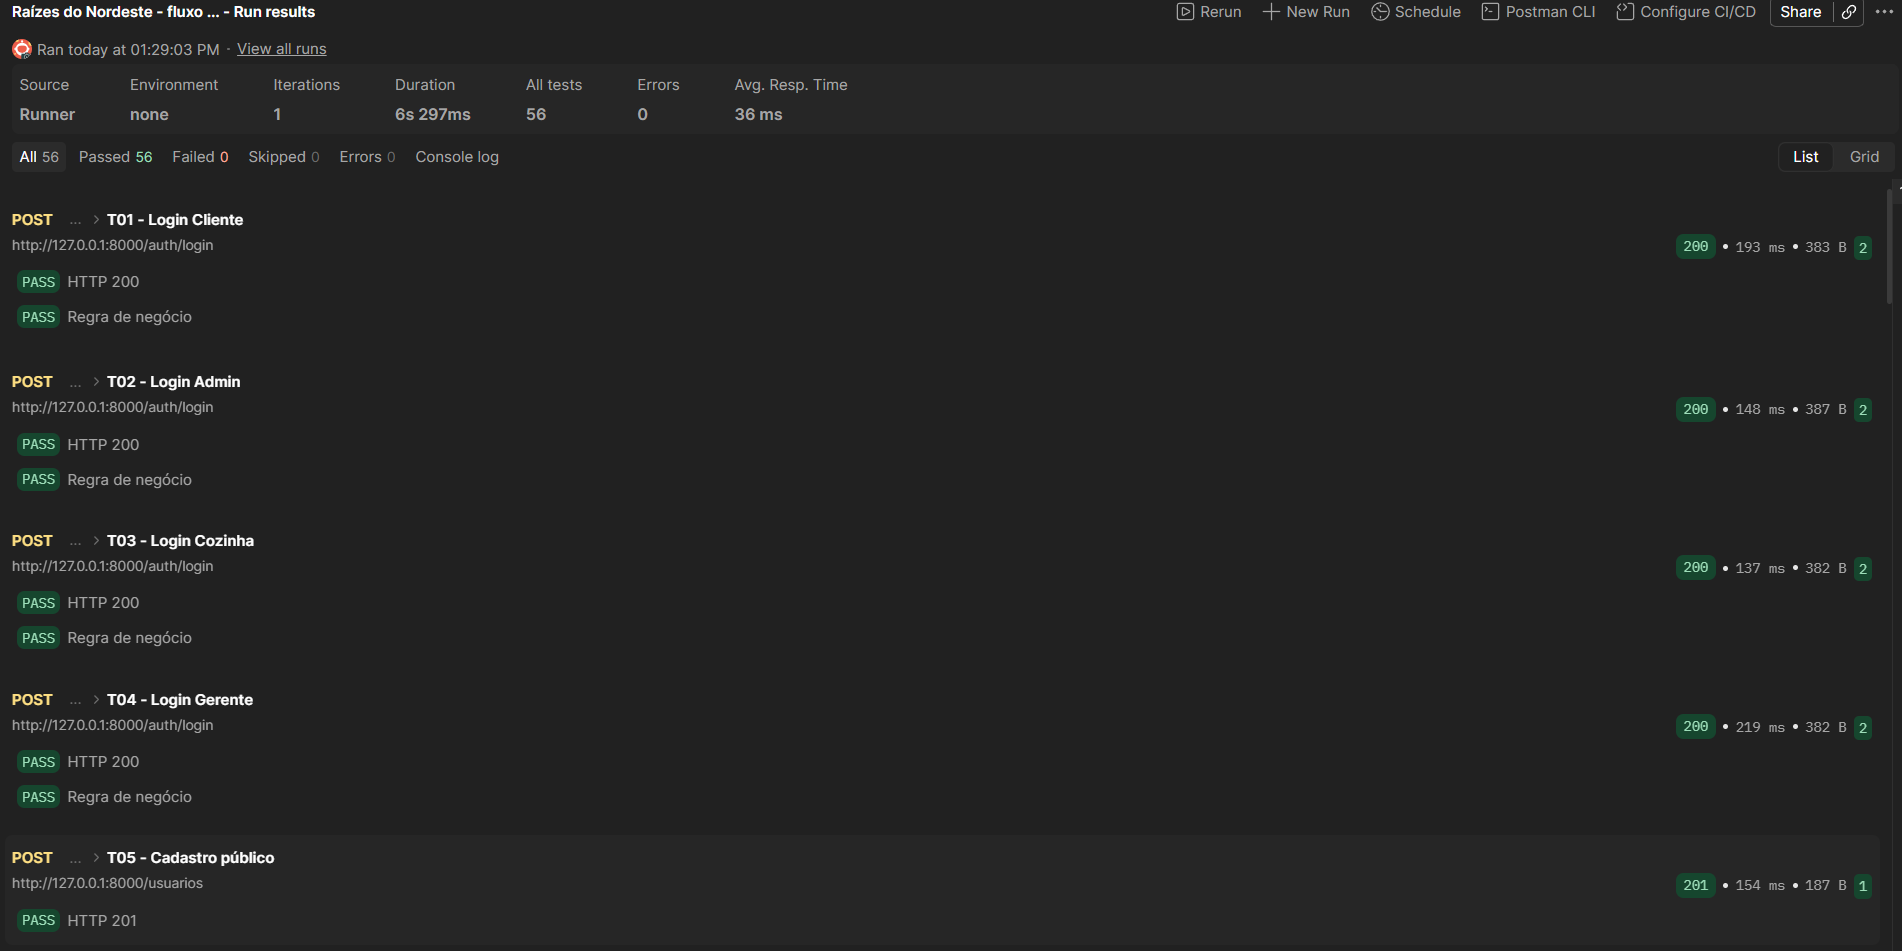 Raízes do Nordeste - fluxo ... - Run results
Rerun New Run Schedule Postman CLI Configure CI/CD Share
Ran today at 01:29:03 PM · View all runs
Source Environment Iterations Duration All tests Errors Avg. Resp. Time
Runner none 1 6s 297ms 56 0 36 ms
All 56 Passed 56 Failed 0 Skipped 0 Errors 0 Console log List Grid
POST ... > T01 - Login Cliente
http://127.0.0.1:8000/auth/login 200 • 193 ms • 383 B 2
PASS HTTP 200
PASS Regra de negócio
POST ... > T02 - Login Admin
http://127.0.0.1:8000/auth/login 200 • 148 ms • 387 B 2
PASS HTTP 200
PASS Regra de negócio
POST ... > T03 - Login Cozinha
http://127.0.0.1:8000/auth/login 200 • 137 ms • 382 B 2
PASS HTTP 200
PASS Regra de negócio
POST ... > T04 - Login Gerente
http://127.0.0.1:8000/auth/login 200 • 219 ms • 382 B 2
PASS HTTP 200
PASS Regra de negócio
POST ... > T05 - Cadastro público
http://127.0.0.1:8000/usuarios 201 • 154 ms • 187 B 1
PASS HTTP 201